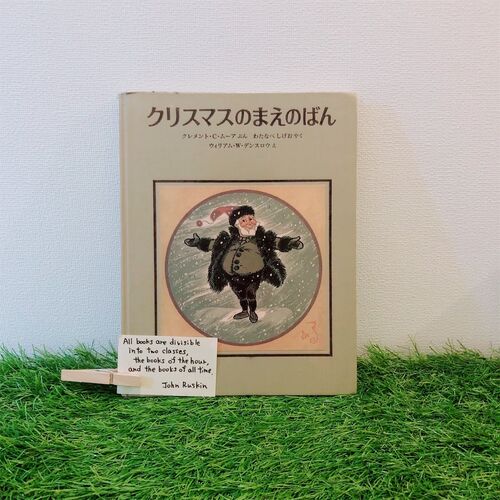 クリスマスのまえのばん
クレメント・C・ムーア ぶん わたなべ しげお やく
ウィリアム・W・デンスロウ え
All books are divisible
into two classes,
the books of the hour,
and the books of all time.
John Ruskin